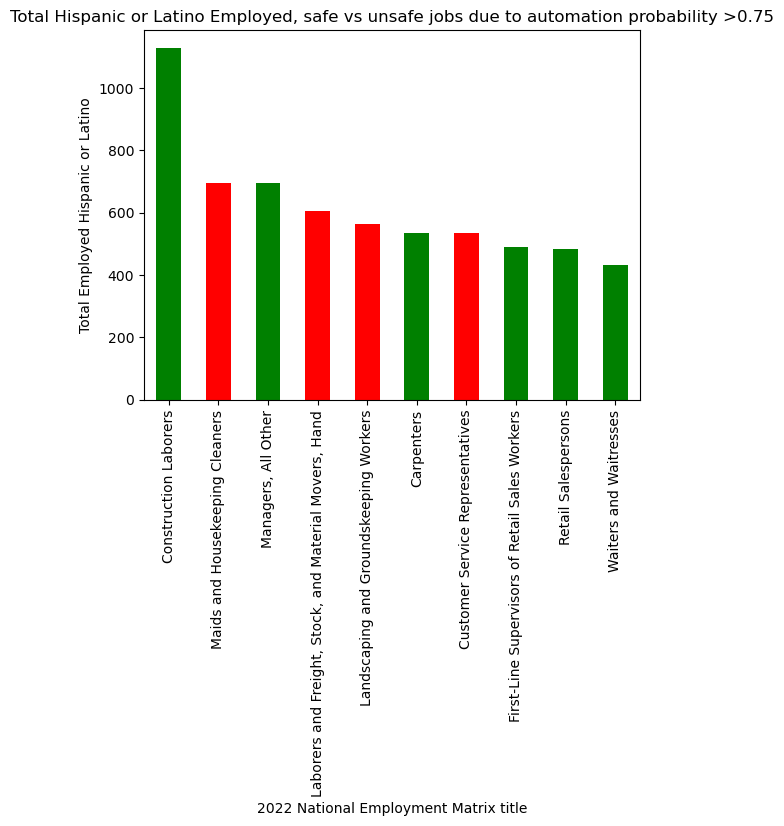 Total Hispanic or Latino Employed, safe vs unsafe jobs due to automation probability >0.75
Total Employed Hispanic or Latino
1000
800
600
400
200
0
Construction Laborers
Maids and Housekeeping Cleaners
Managers, All Other
Laborers and Freight, Stock, and Material Movers, Hand
Landscaping and Groundskeeping Workers
Carpenters
Customer Service Representatives
First-Line Supervisors of Retail Sales Workers
Retail Salespersons
Waiters and Waitresses
2022 National Employment Matrix title